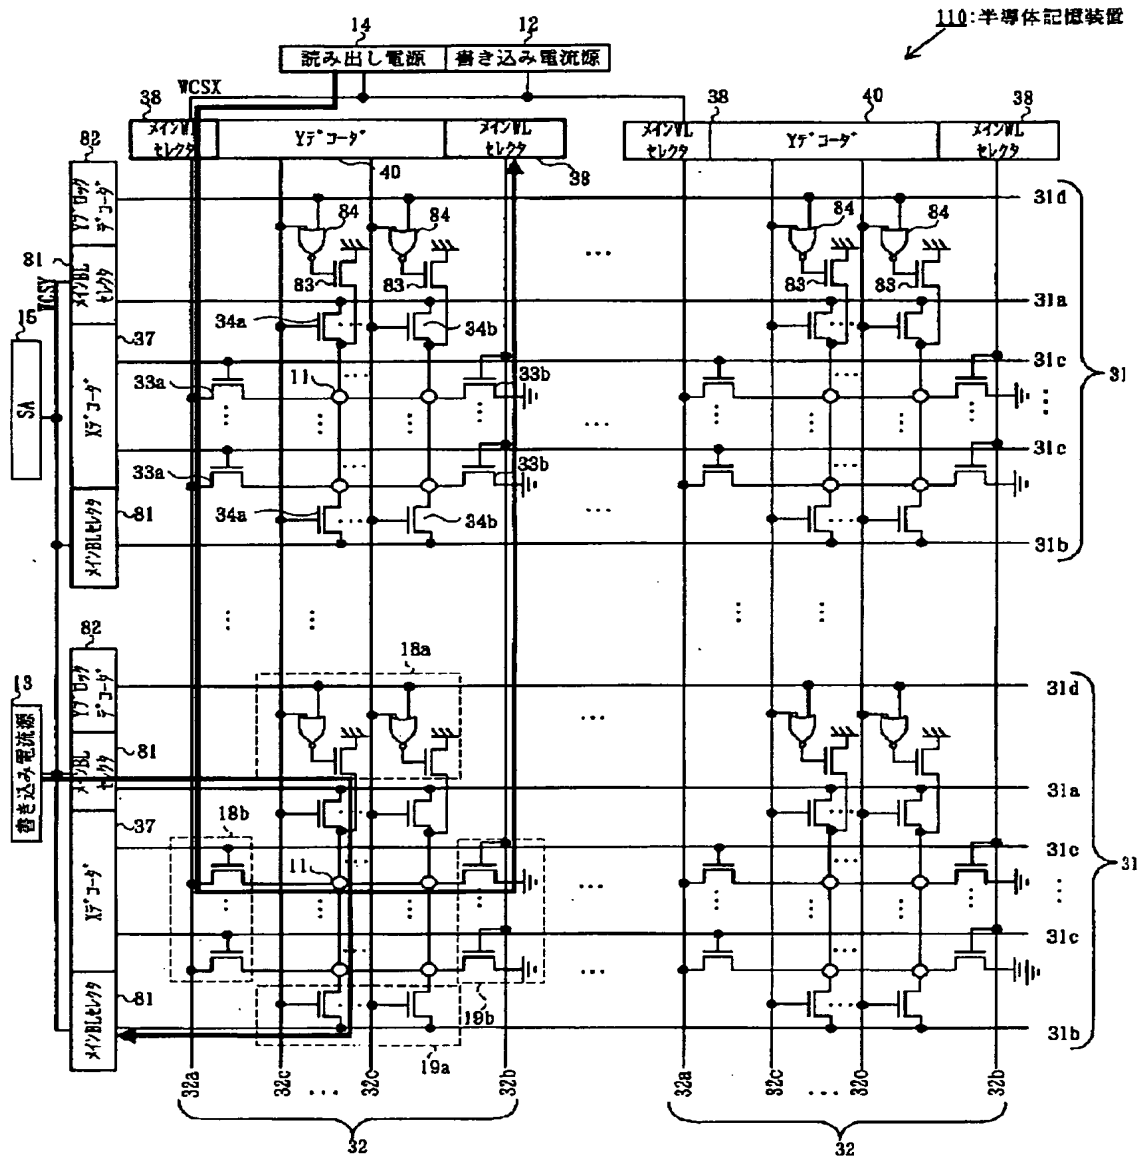 110:半導体記憶装置
14
12
読み出し電源
書き込み電流源
WCSX
38
メインWL
セレクタ
Yデコーダ
40
メインWL
セレクタ
38
38
メインWL
セレクタ
40
Yデコーダ
38
メインWL
セレクタ
82
Yブロック
デコーダ
84
84
84
84
31d
81
メインBL
セレクタ
WCSY
83
83
83
83
31a
15
SA
37
Xデコーダ
34a
34b
31c
33a
11
33b
31
31c
33a
33b
81
メインBLセレクタ
34a
34b
31b
82
Yブロック
デコーダ
18a
31d
13
書き込み電流源
81
メインBL
セレクタ
31a
37
Xデコーダ
18b
31c
11
31
31c
81
メインBLセレクタ
19b
19a
31b
32a
32c
32c
32b
32a
32c
32c
32b
32
32